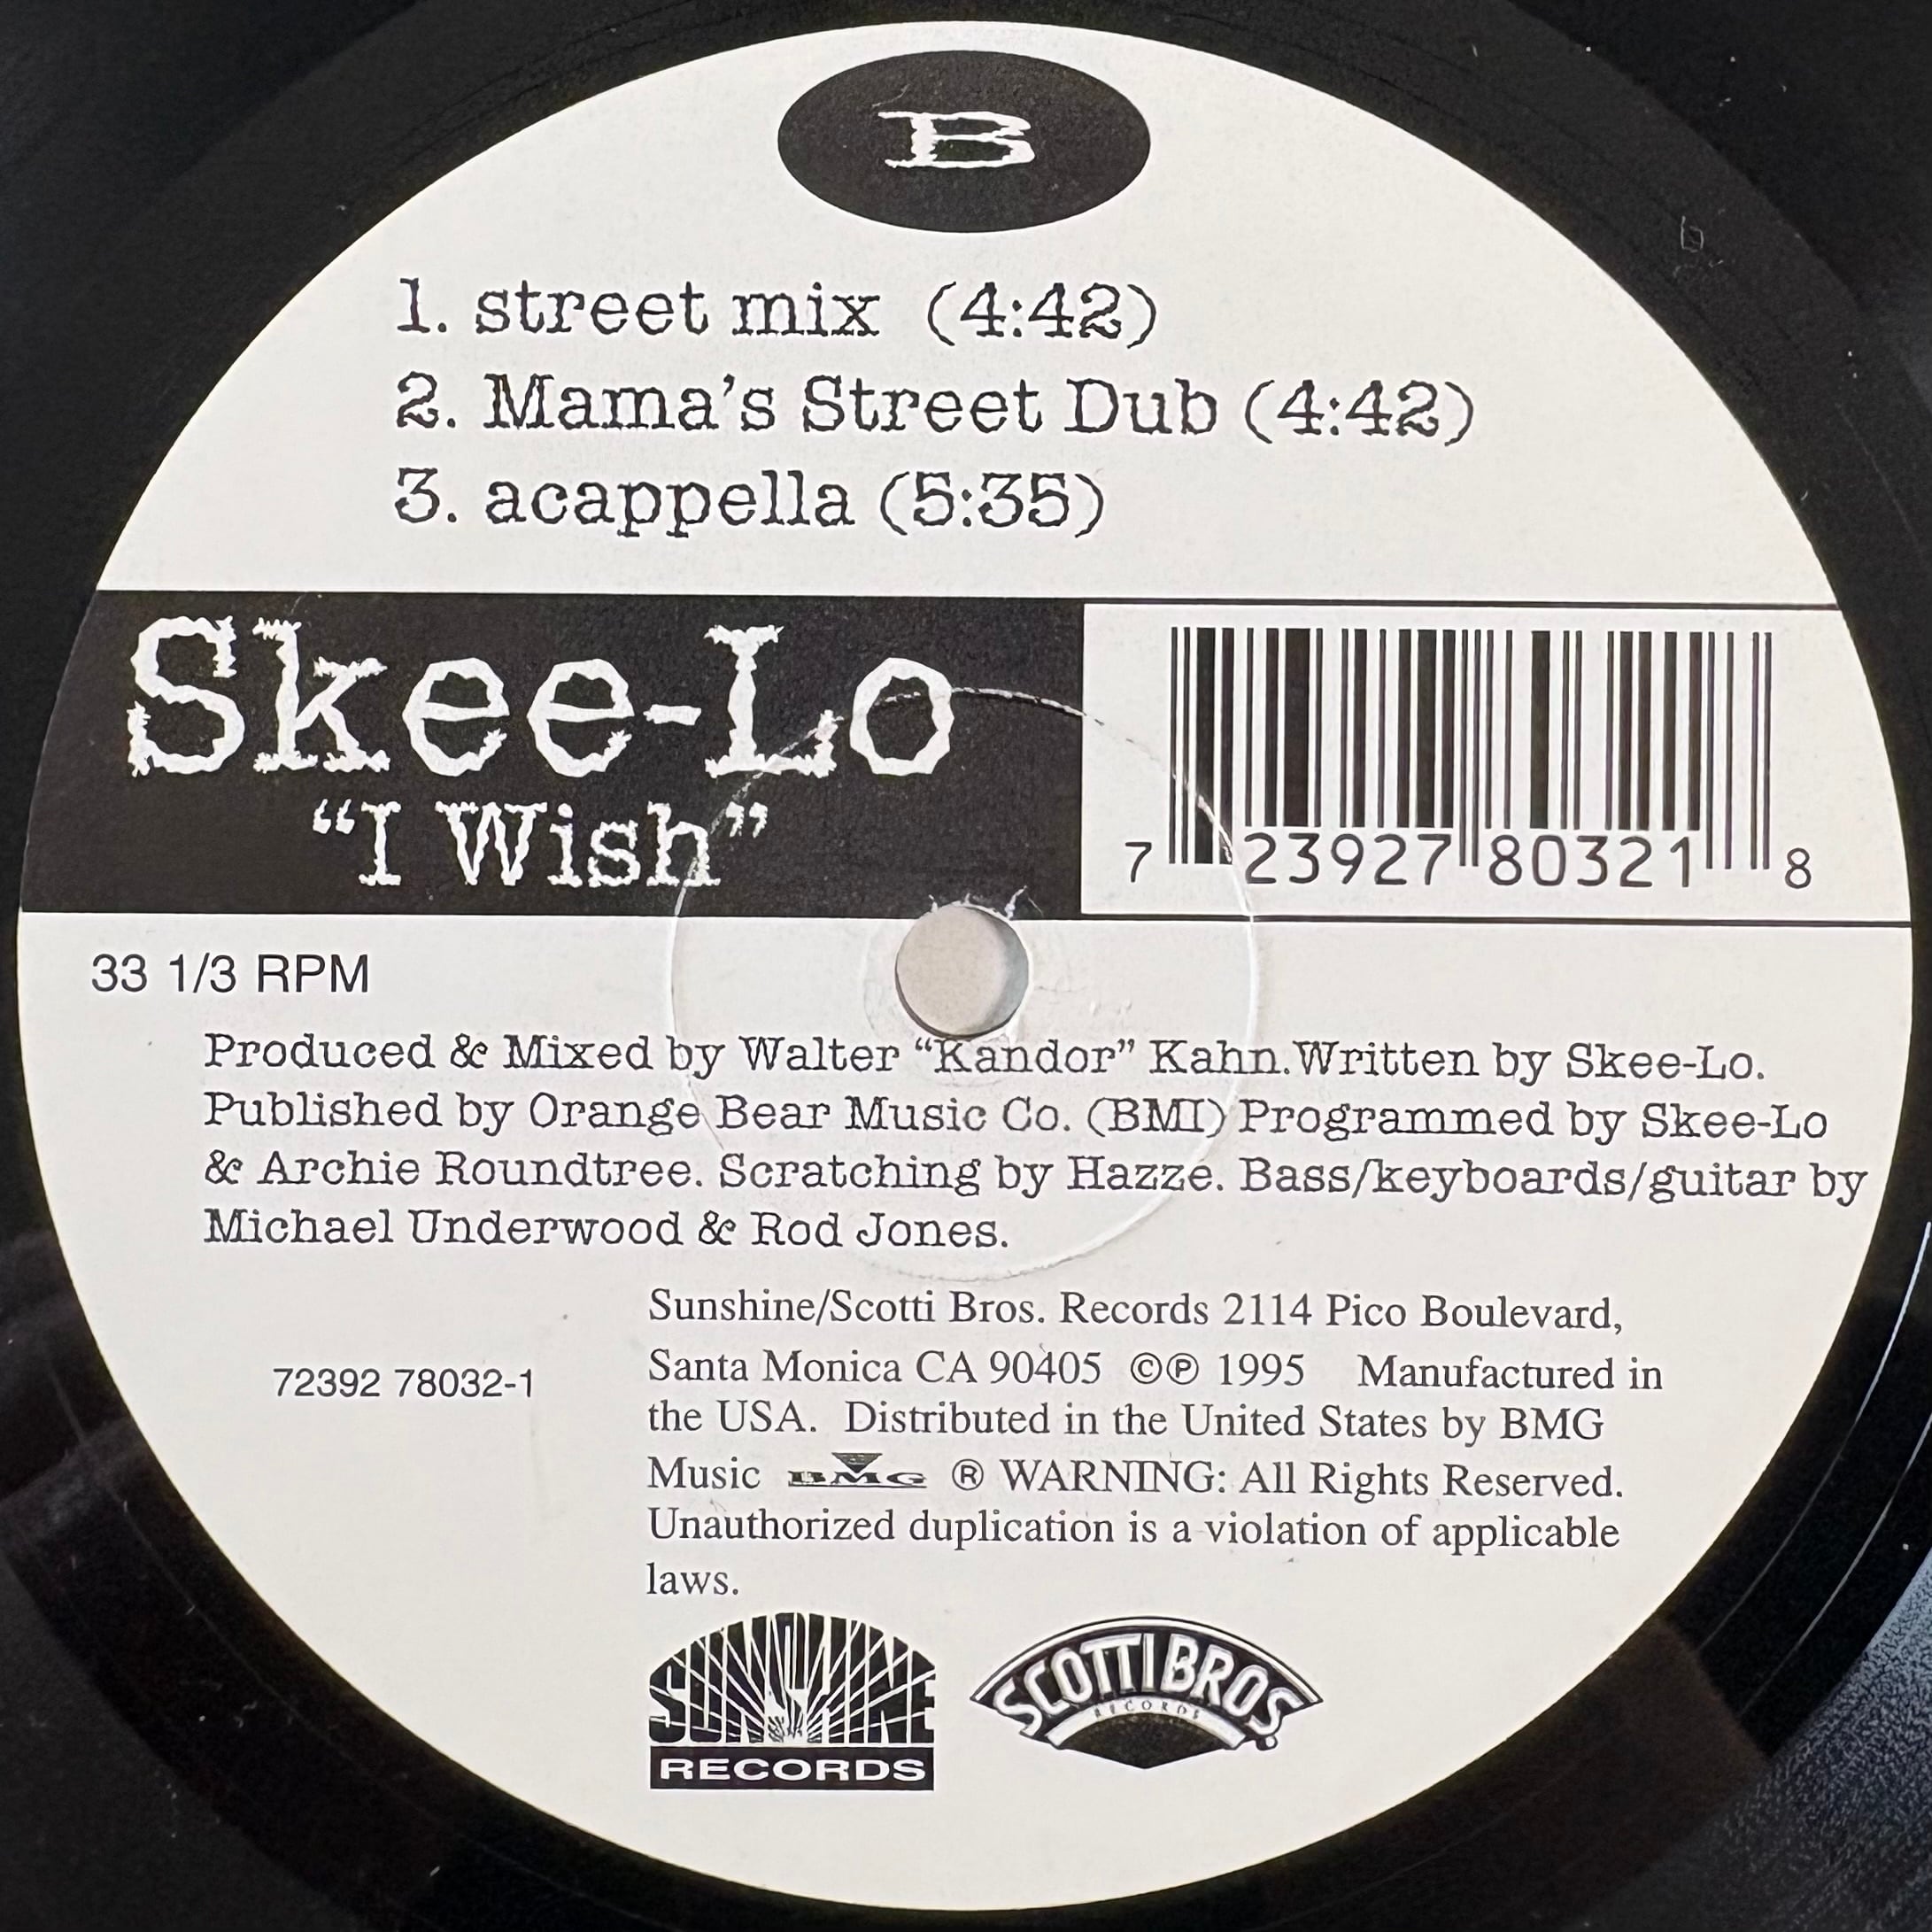 B
1. street mix (4:42)
2. Mama's Street Dub (4:42)
3. acappella (5:35)
Skee-Lo
"I Wish"
7 23927 80321 8
33 1/3 RPM
Produced & Mixed by Walter "Kandor" Kahn.Written by Skee-Lo.
Published by Orange Bear Music Co. (BMI) Programmed by Skee-Lo
& Archie Roundtree. Scratching by Hazze. Bass/keyboards/guitar by
Michael Underwood & Rod Jones.
72392 78032-1
Sunshine/Scotti Bros. Records 2114 Pico Boulevard,
Santa Monica CA 90405 ©℗ 1995 Manufactured in
the USA. Distributed in the United States by BMG
Music BMG ® WARNING: All Rights Reserved.
Unauthorized duplication is a violation of applicable
laws.
SUNSHINE
RECORDS
SCOTTI BROS.
RECORDS